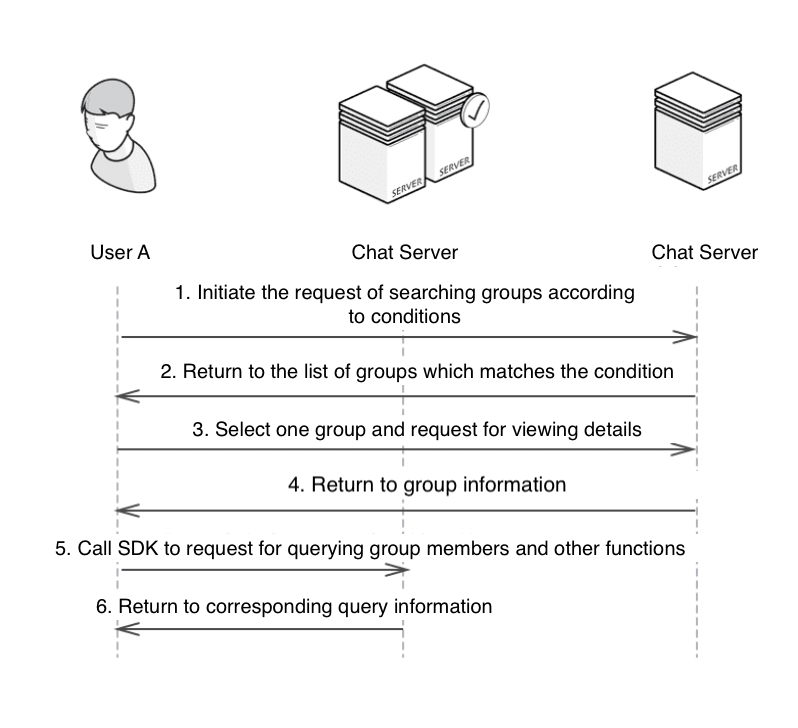 SERVER
SERVER
SERVER
User A
Chat Server
Chat Server
1. Initiate the request of searching groups according
to conditions
2. Return to the list of groups which matches the condition
3. Select one group and request for viewing details
4. Return to group information
5. Call SDK to request for querying group members and other functions
6. Return to corresponding query information